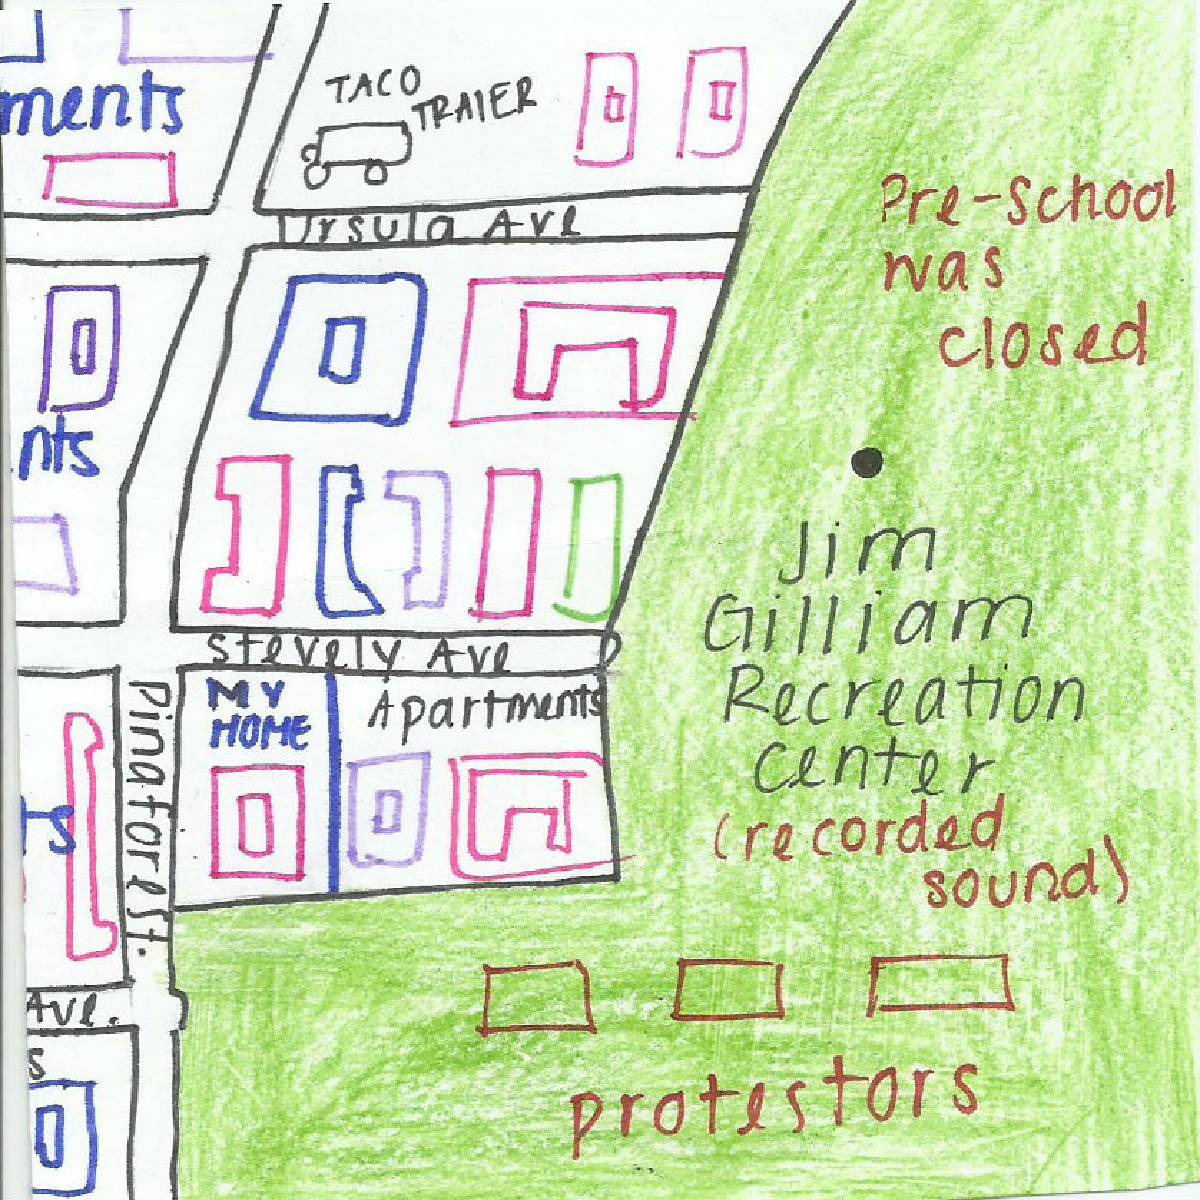 ments
TACO
TRAIER
Ursula Ave
Pre-School
was
closed
nts
Jim
Gilliam
Recreation
Center
(recorded
sound)
Stevely Ave
MY
HOME
Apartments
Pinafore St.
TS
Ave.
s
protestors